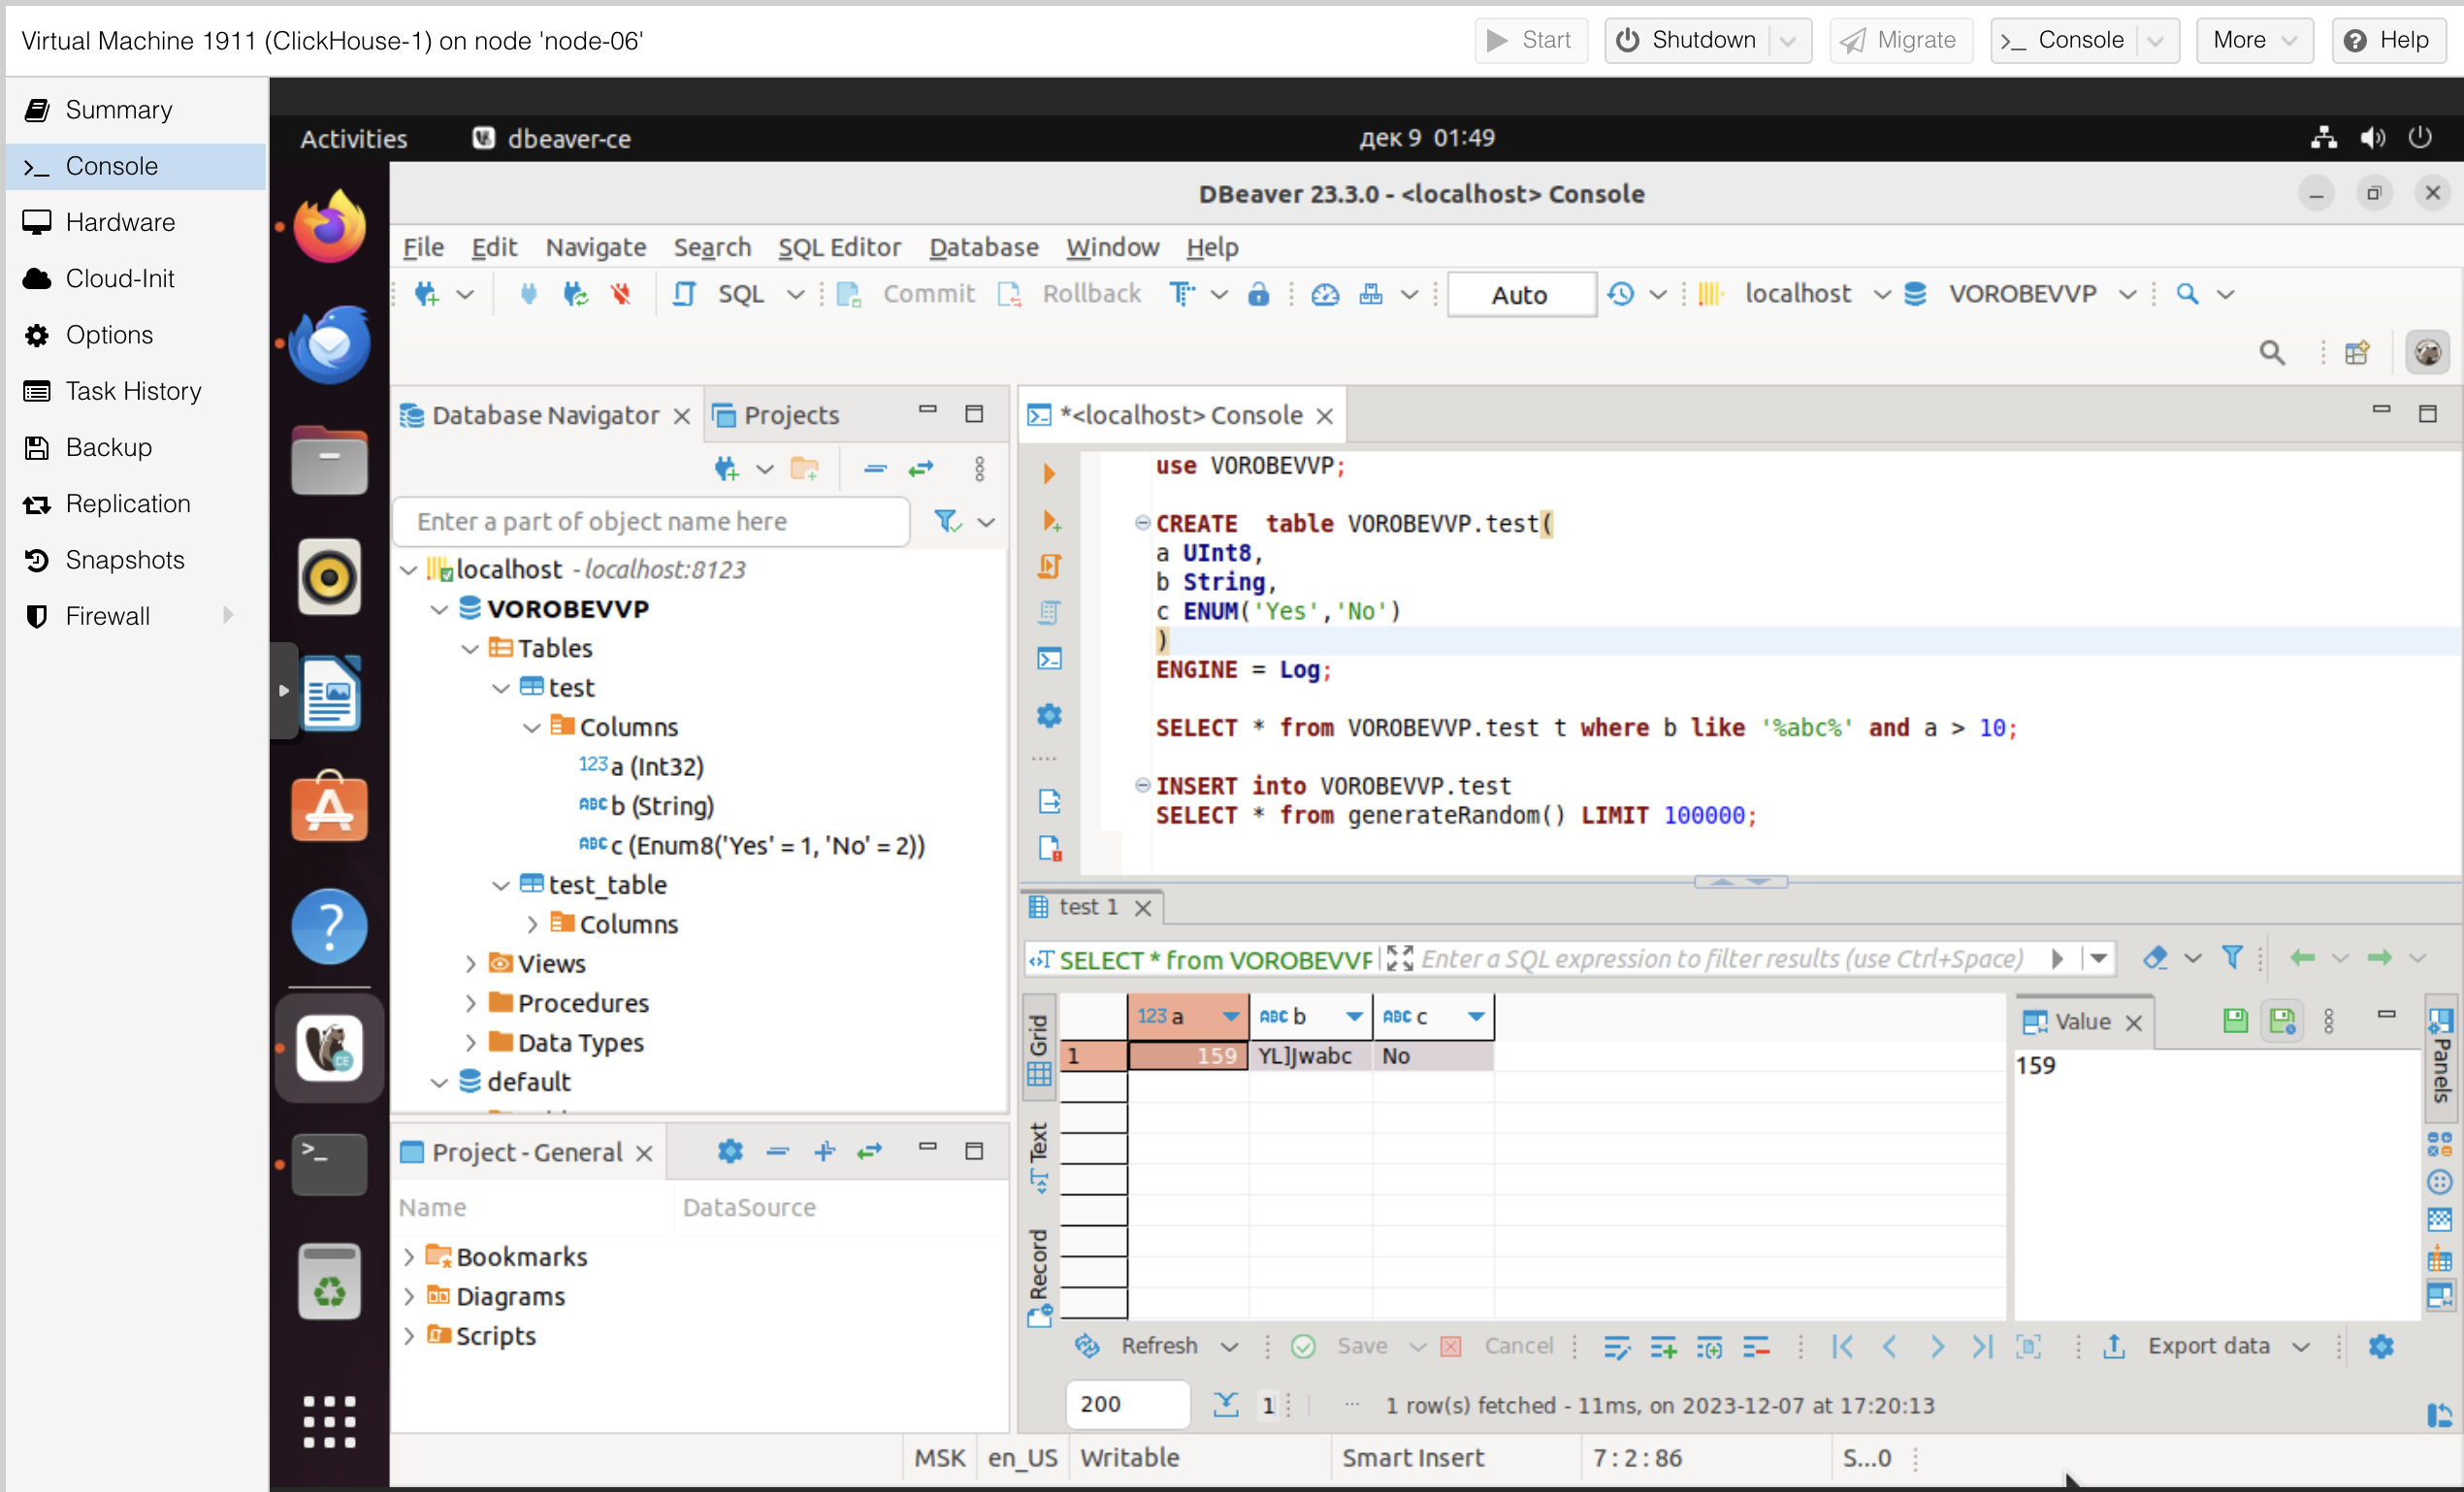 Virtual Machine 1911 (ClickHouse-1) on node 'node-06'
Start
Shutdown
Migrate
Console
More
Help
Summary
Console
Hardware
Cloud-Init
Options
Task History
Backup
Replication
Snapshots
Firewall
Activities
dbeaver-ce
дек 9 01:49
DBeaver 23.3.0 - <localhost> Console
File Edit Navigate Search SQL Editor Database Window Help
SQL
Commit
Rollback
Auto
localhost
VOROBEVVP
Database Navigator
Projects
Enter a part of object name here
localhost - localhost:8123
VOROBEVVP
Tables
test
Columns
123 a (Int32)
ABC b (String)
ABC c (Enum8('Yes' = 1, 'No' = 2))
test_table
Columns
Views
Procedures
Data Types
default
Project - General
Name
DataSource
Bookmarks
Diagrams
Scripts
*<localhost> Console
use VOROBEVVP;
CREATE  table VOROBEVVP.test(
a UInt8,
b String,
c ENUM('Yes','No')
)
ENGINE = Log;
SELECT * from VOROBEVVP.test t where b like '%abc%' and a > 10;
INSERT into VOROBEVVP.test
SELECT * from generateRandom() LIMIT 100000;
test 1
SELECT * from VOROBEVVP
Enter a SQL expression to filter results (use Ctrl+Space)
Grid
Text
Record
123 a
ABC b
ABC c
1
159
YL]Jwabc
No
Value
159
Panels
Refresh
Save
Cancel
Export data
200
1
... 1 row(s) fetched - 11ms, on 2023-12-07 at 17:20:13
MSK
en_US
Writable
Smart Insert
7 : 2 : 86
S...0